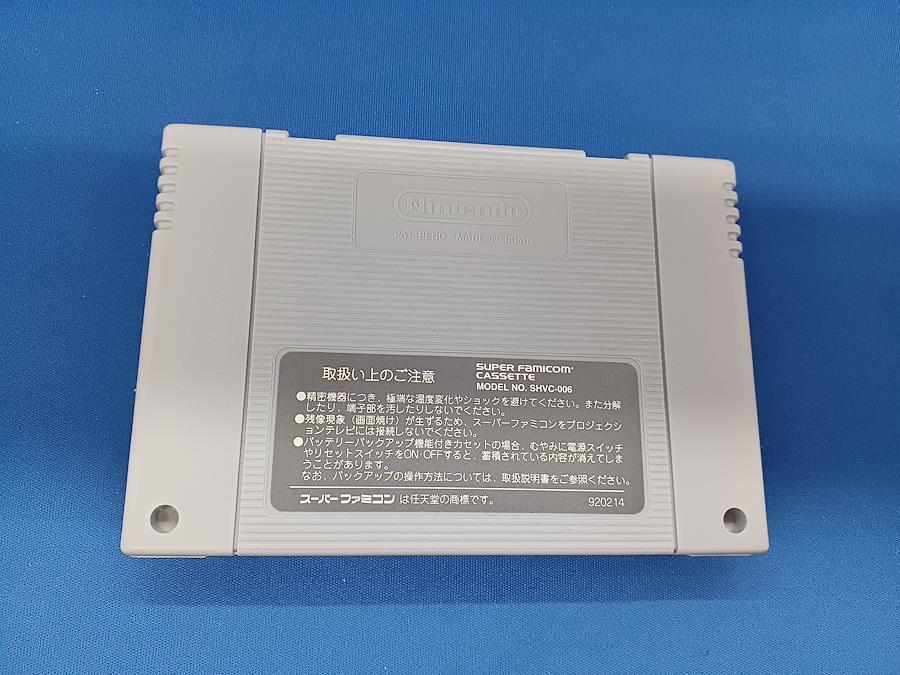 Nintendo
PAT. PEND. MADE IN JAPAN
取扱い上のご注意
SUPER FAMICOM
CASSETTE
MODEL NO. SHVC-006
●精密機器につき、極端な温度変化やショックを避けてください。また分解
したり、端子部を汚したりしないでください。
●残像現象(画面焼け)が生ずるため、スーパーファミコンをプロジェクシ
ョンテレビには接続しないでください。
●バッテリーバックアップ機能付きカセットの場合、むやみに電源スイッチ
やリセットスイッチをON・OFFすると、蓄積されている内容が消えてしま
うことがあります。
なお、バックアップの操作方法については、取扱説明書をご参照ください。
スーパーファミコン は任天堂の商標です。
920214